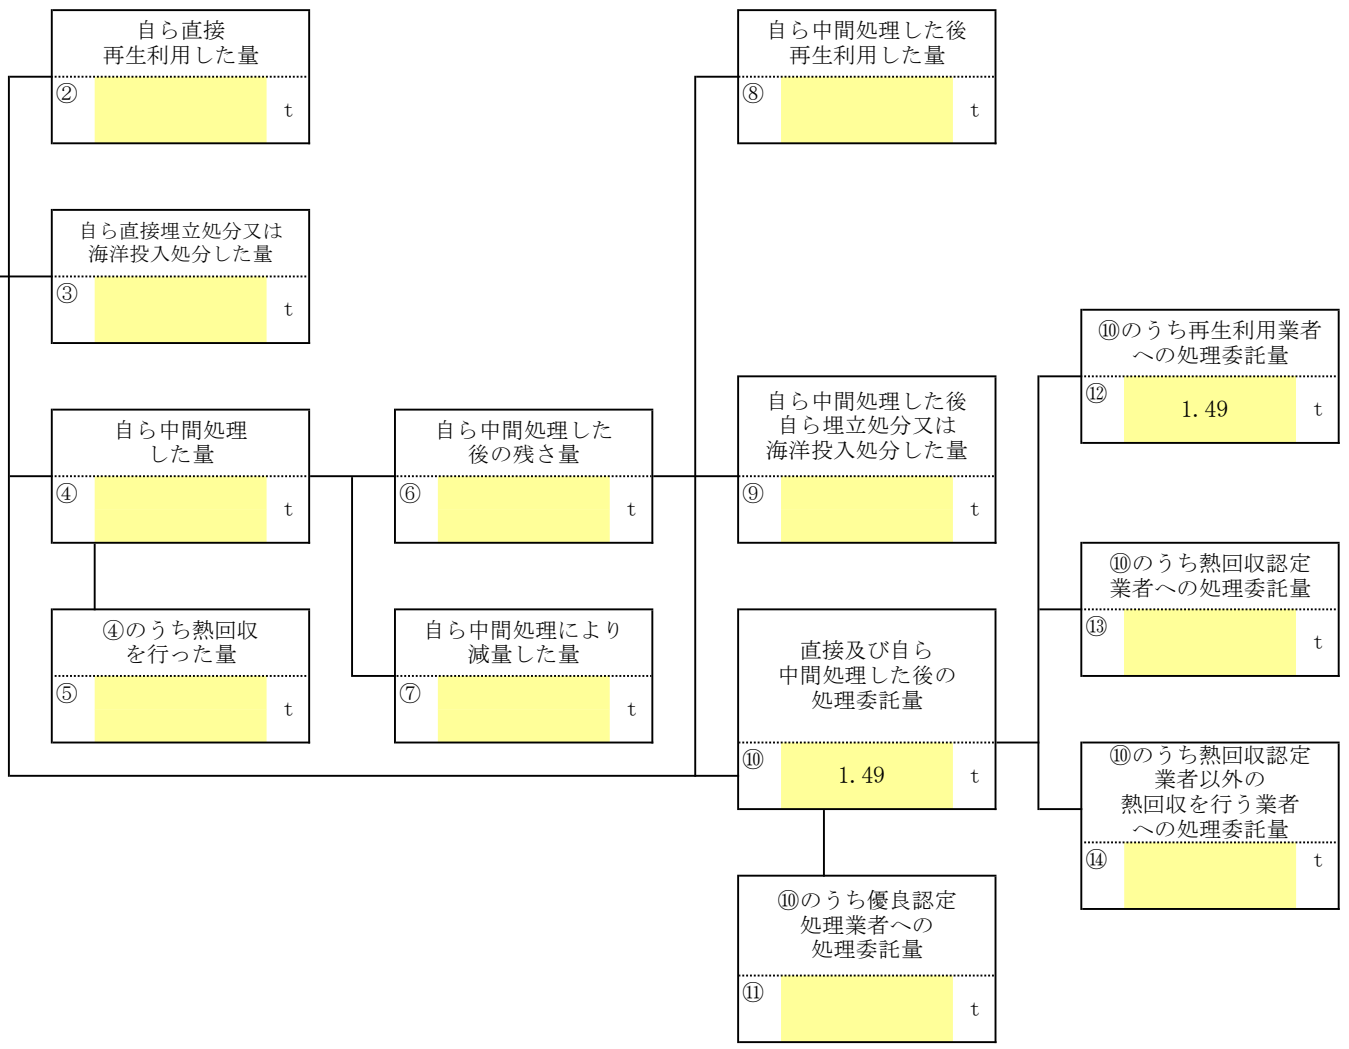 自ら直接
再生利用した量
②
t
自ら中間処理した後
再生利用した量
⑧
t
自ら直接埋立処分又は
海洋投入処分した量
③
t
⑩のうち再生利用業者
への処理委託量
⑫
1.49
t
自ら中間処理
した量
④
t
自ら中間処理した
後の残さ量
⑥
t
自ら中間処理した後
自ら埋立処分又は
海洋投入処分した量
⑨
t
⑩のうち熱回収認定
業者への処理委託量
⑬
t
④のうち熱回収
を行った量
⑤
t
自ら中間処理により
減量した量
⑦
t
直接及び自ら
中間処理した後の
処理委託量
⑩
1.49
t
⑩のうち熱回収認定
業者以外の
熱回収を行う業者
への処理委託量
⑭
t
⑩のうち優良認定
処理業者への
処理委託量
⑪
t